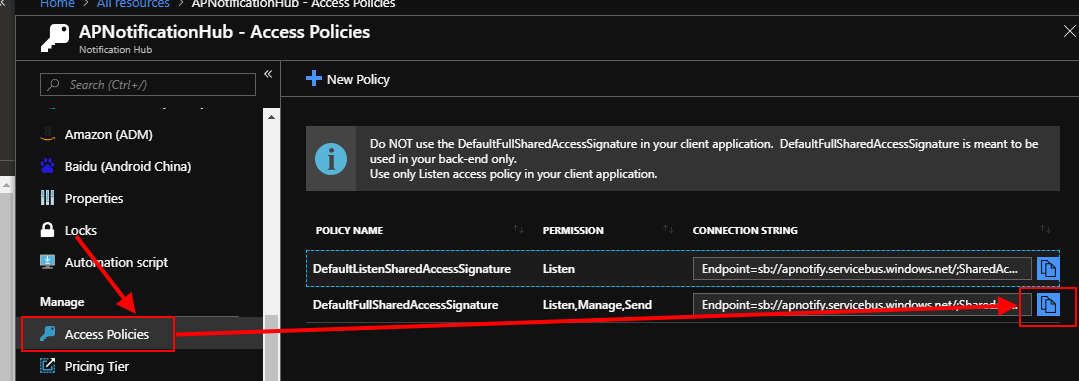 Home > All resources > APNotificationHub - Access Policies
APNotificationHub - Access Policies
Notification Hub
Search (Ctrl+/)
«
New Policy
Amazon (ADM)
Baidu (Android China)
Properties
Locks
Automation script
Manage
Access Policies
Pricing Tier
Do NOT use the DefaultFullSharedAccessSignature in your client application. DefaultFullSharedAccessSignature is meant to be
used in your back-end only.
Use only Listen access policy in your client application.
POLICY NAME PERMISSION CONNECTION STRING
DefaultListenSharedAccessSignature Listen Endpoint=sb://apnotify.servicebus.windows.net/;SharedAc...
DefaultFullSharedAccessSignature Listen,Manage,Send Endpoint=sb://apnotify.servicebus.windows.net/;